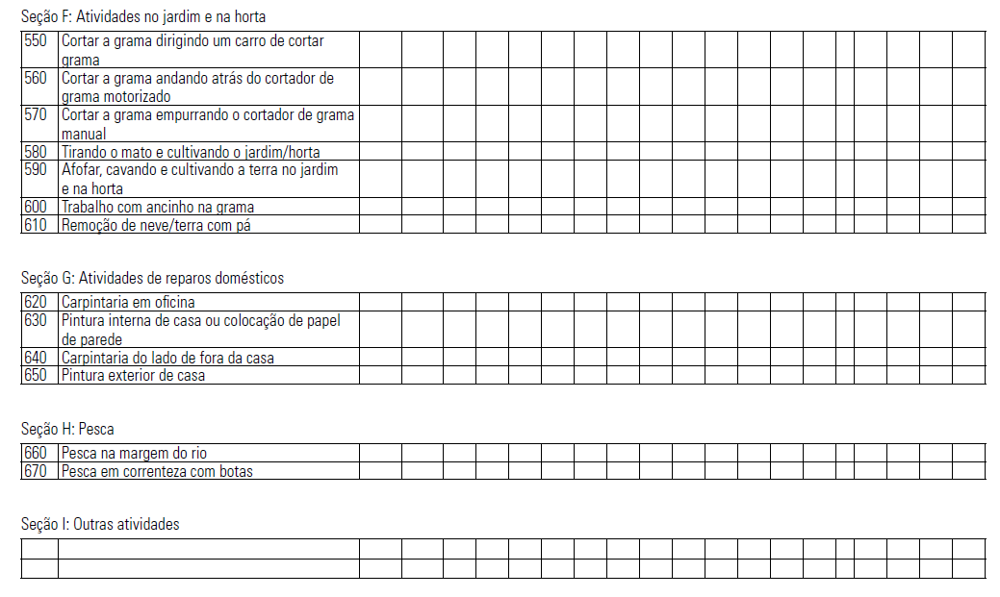 Seção F: Atividades no jardim e na horta
550 Cortar a grama dirigindo um carro de cortar
grama
560 Cortar a grama andando atrás do cortador de
grama motorizado
570 Cortar a grama empurrando o cortador de grama
manual
580 Tirando o mato e cultivando o jardim/horta
590 Afofar, cavando e cultivando a terra no jardim
e na horta
600 Trabalho com ancinho na grama
610 Remoção de neve/terra com pá
Seção G: Atividades de reparos domésticos
620 Carpintaria em oficina
630 Pintura interna de casa ou colocação de papel
de parede
640 Carpintaria do lado de fora da casa
650 Pintura exterior de casa
Seção H: Pesca
660 Pesca na margem do rio
670 Pesca em correnteza com botas
Seção I: Outras atividades